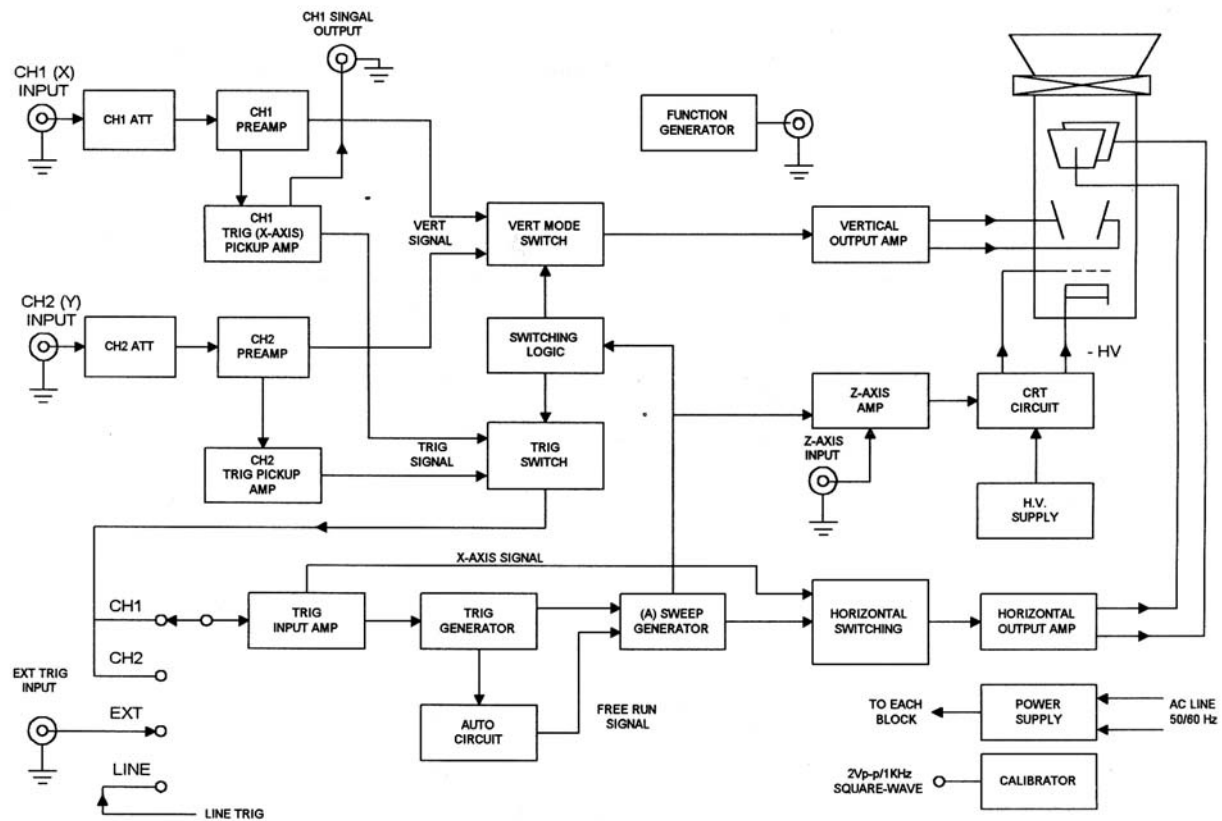 CH1 SINGAL
OUTPUT
CH1 (X)
INPUT
CH1 ATT
CH1
PREAMP
FUNCTION
GENERATOR
CH1
TRIG (X-AXIS)
PICKUP AMP
VERT
SIGNAL
VERT MODE
SWITCH
VERTICAL
OUTPUT AMP
CH2 (Y)
INPUT
CH2 ATT
CH2
PREAMP
SWITCHING
LOGIC
- HV
Z-AXIS
AMP
CRT
CIRCUIT
CH2
TRIG PICKUP
AMP
TRIG
SIGNAL
TRIG
SWITCH
Z-AXIS
INPUT
H.V.
SUPPLY
X-AXIS SIGNAL
CH1
TRIG
INPUT AMP
TRIG
GENERATOR
(A) SWEEP
GENERATOR
HORIZONTAL
SWITCHING
HORIZONTAL
OUTPUT AMP
CH2
EXT TRIG
INPUT
EXT
AUTO
CIRCUIT
FREE RUN
SIGNAL
TO EACH
BLOCK
POWER
SUPPLY
AC LINE
50/60 Hz
LINE
LINE TRIG
2Vp-p/1KHz
SQUARE-WAVE
CALIBRATOR